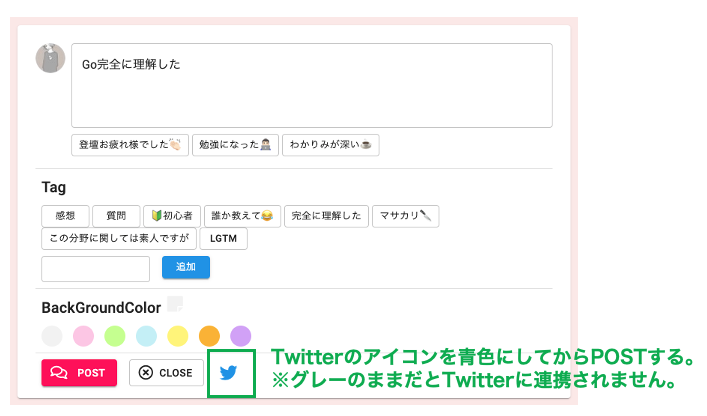 Go完全に理解した
登壇お疲れ様でした👏🏻 勉強になった👨🏻‍💻 わかりみが深い☕
Tag
感想 質問 🔰初心者 誰か教えて😂 完全に理解した マサカリ🔪
この分野に関しては素人ですが LGTM
追加
BackGroundColor
POST CLOSE
Twitterのアイコンを青色にしてからPOSTする。
※グレーのままだとTwitterに連携されません。